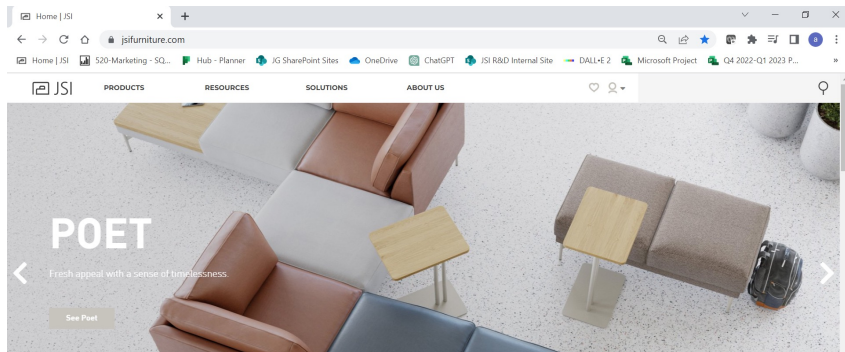 Home | JSI
jsifurniture.com
a
Home | JSI S20-Marketing - SQ... Hub - Planner JG SharePoint Sites OneDrive ChatGPT JSI R&D Internal Site DALL•E 2 Microsoft Project Q4 2022-Q1 2023 P... »
JSI PRODUCTS RESOURCES SOLUTIONS ABOUT US
POET
Fresh appeal with a sense of timelessness.
See Poet